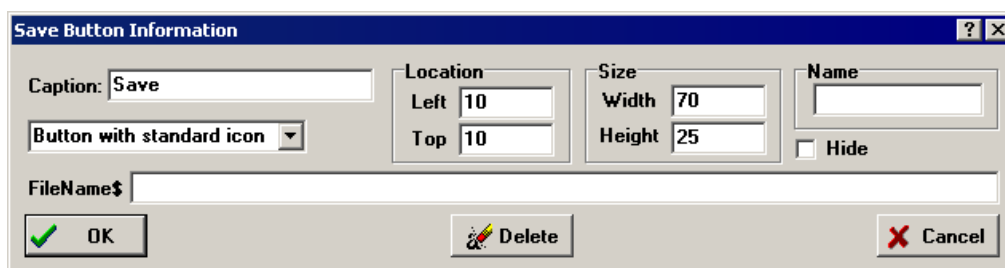 Save Button Information
Caption: Save
Button with standard icon
Location
Left 10
Top 10
Size
Width 70
Height 25
Name
Hide
FileName$
OK
Delete
Cancel